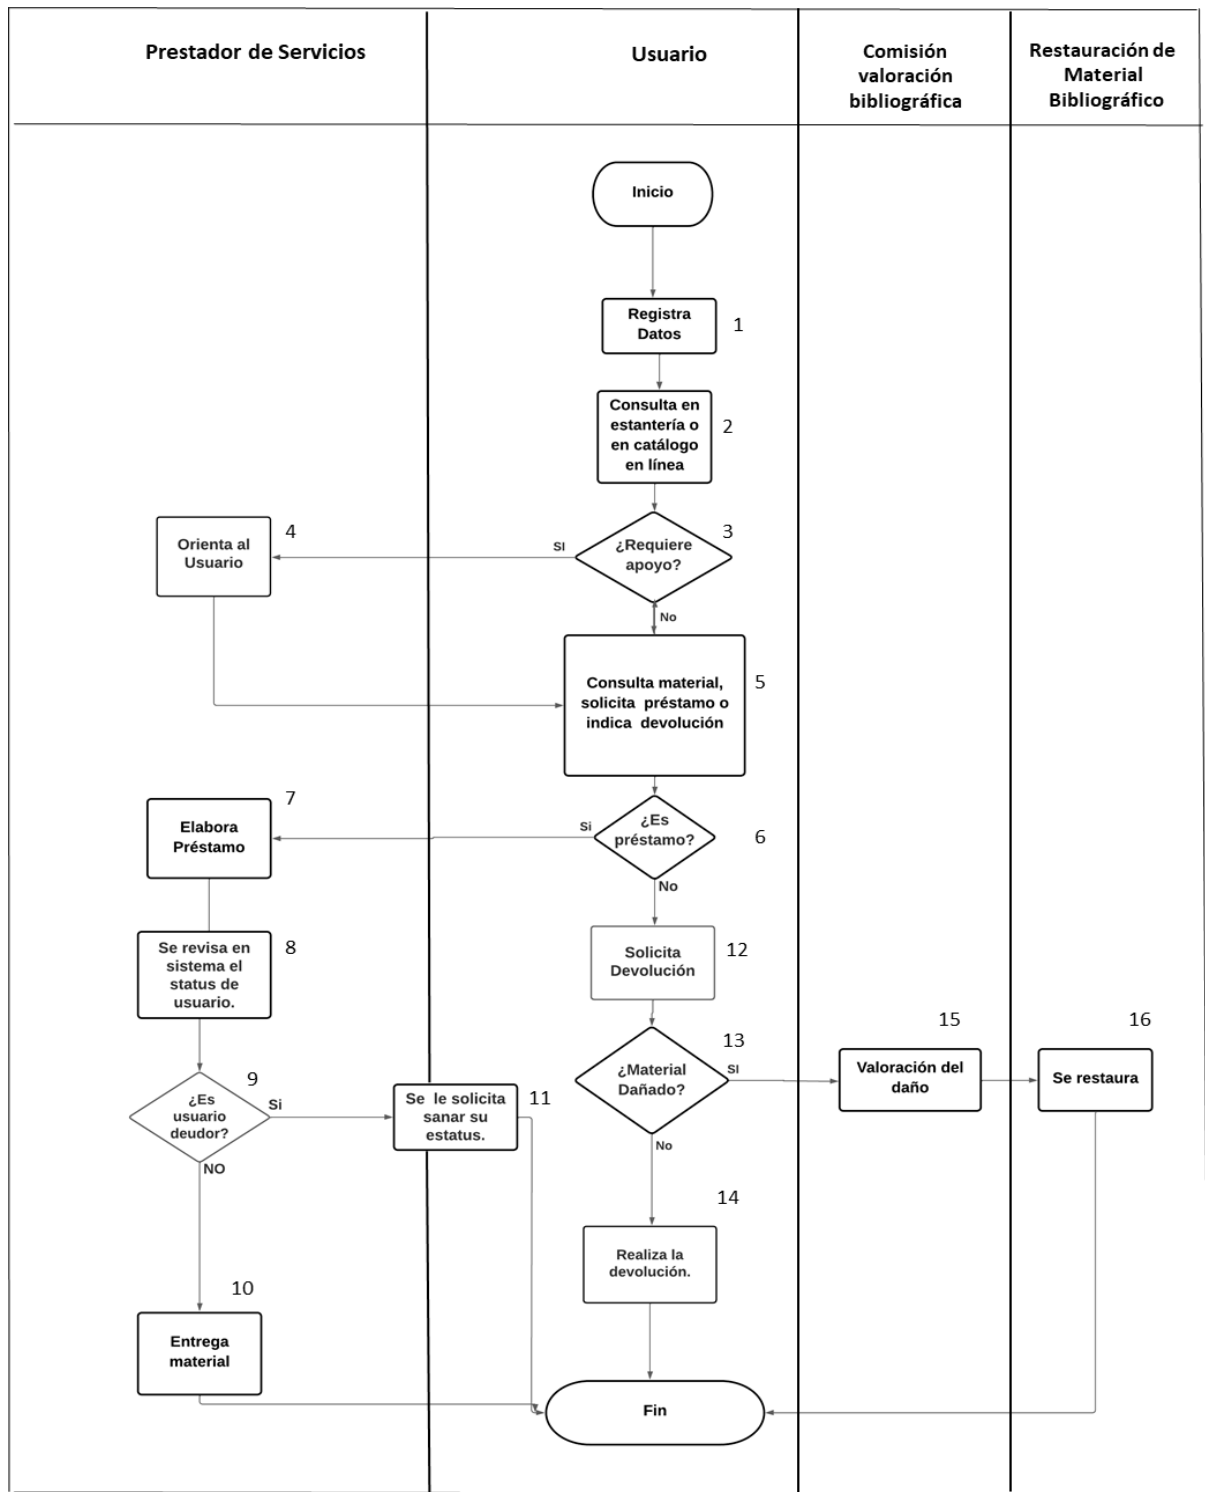 Prestador de Servicios
Usuario
Comisión
valoración
bibliográfica
Restauración de
Material
Bibliográfico
Inicio
Registra
Datos
1
Consulta en
estantería o
en catálogo
en línea
2
¿Requiere
apoyo?
3
SI
Orienta al
Usuario
4
No
Consulta material,
solicita préstamo o
indica devolución
5
¿Es
préstamo?
6
Si
Elabora
Préstamo
7
No
Se revisa en
sistema el
status de
usuario.
8
Solicita
Devolución
12
¿Es
usuario
deudor?
9
Si
Se le solicita
sanar su
estatus.
11
¿Material
Dañado?
13
SI
Valoración del
daño
15
Se restaura
16
NO
No
Realiza la
devolución.
14
Entrega
material
10
Fin